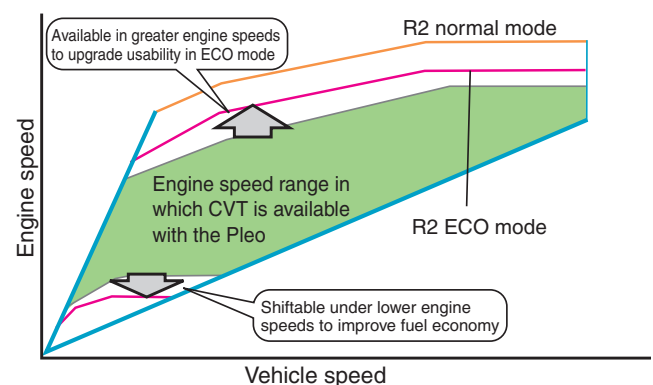 Available in greater engine speeds
to upgrade usability in ECO mode
R2 normal mode
Engine speed
Engine speed range in
which CVT is available
with the Pleo
R2 ECO mode
Shiftable under lower engine
speeds to improve fuel economy
Vehicle speed